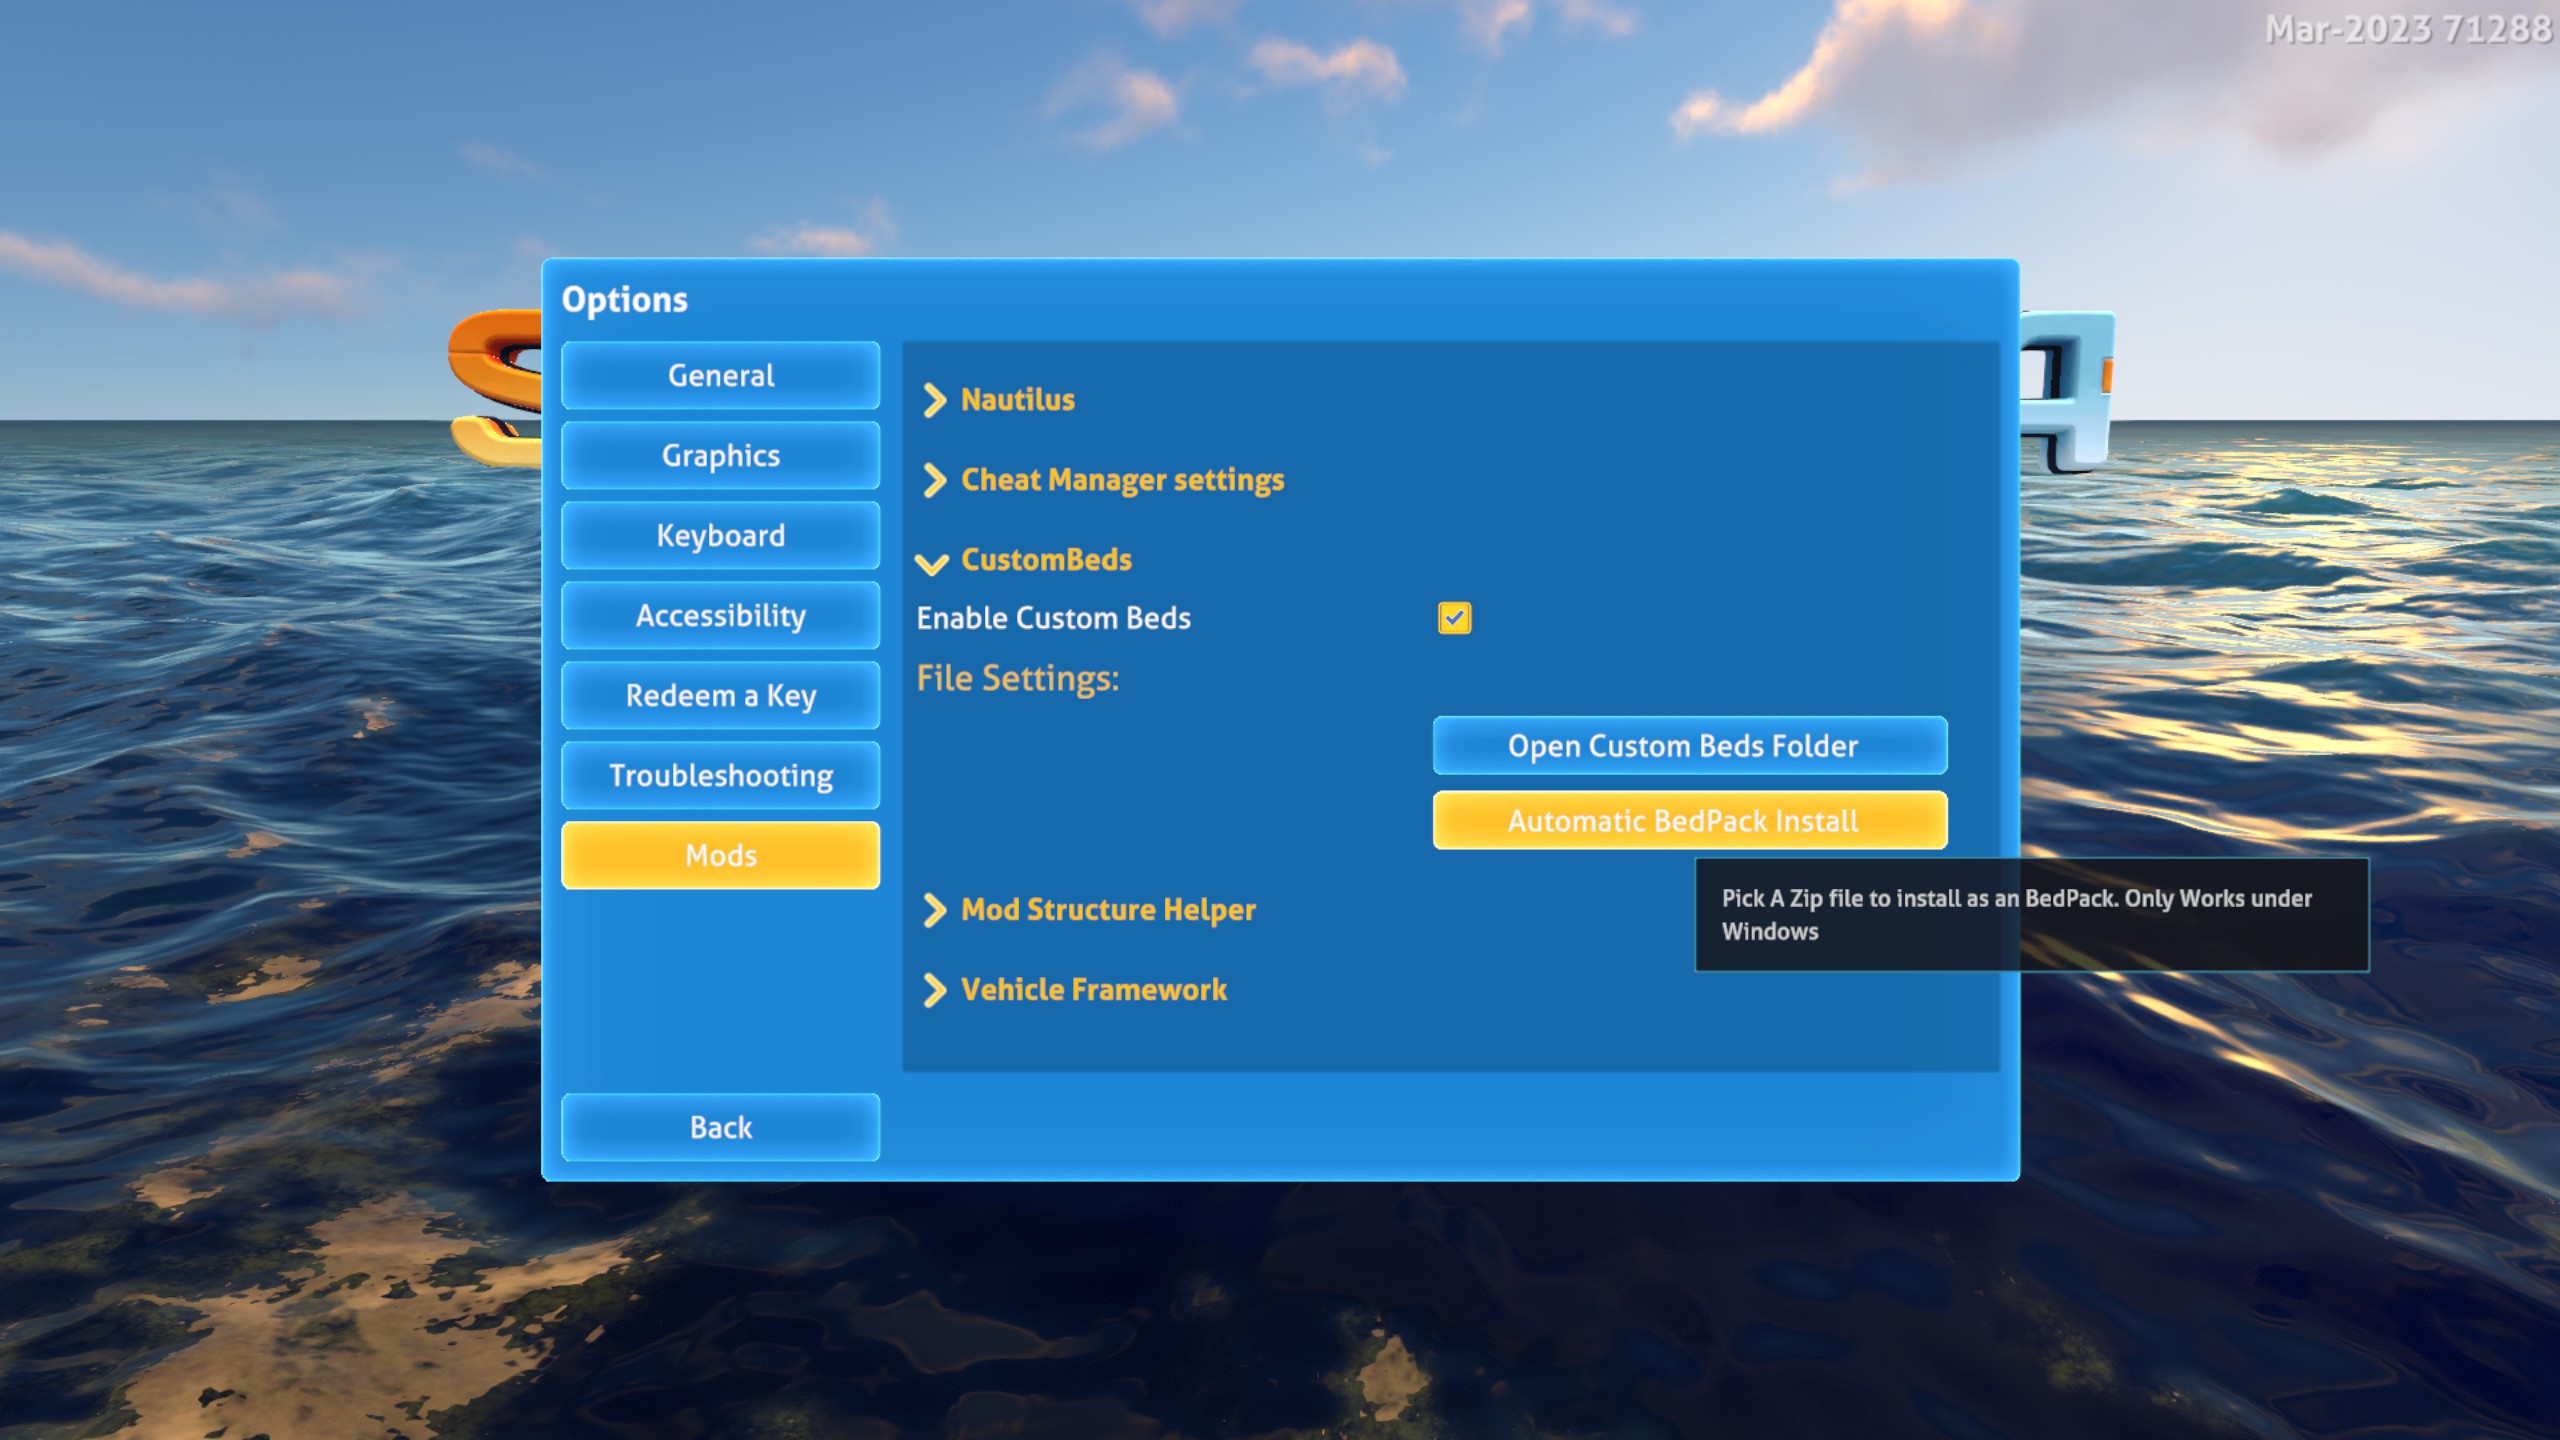 Mar-2023 71288
Options
General
Graphics
Keyboard
Accessibility
Redeem a Key
Troubleshooting
Mods
Back
Nautilus
Cheat Manager settings
CustomBeds
Enable Custom Beds
File Settings:
Open Custom Beds Folder
Automatic BedPack Install
Pick A Zip file to install as an BedPack. Only Works under
Windows
Mod Structure Helper
Vehicle Framework